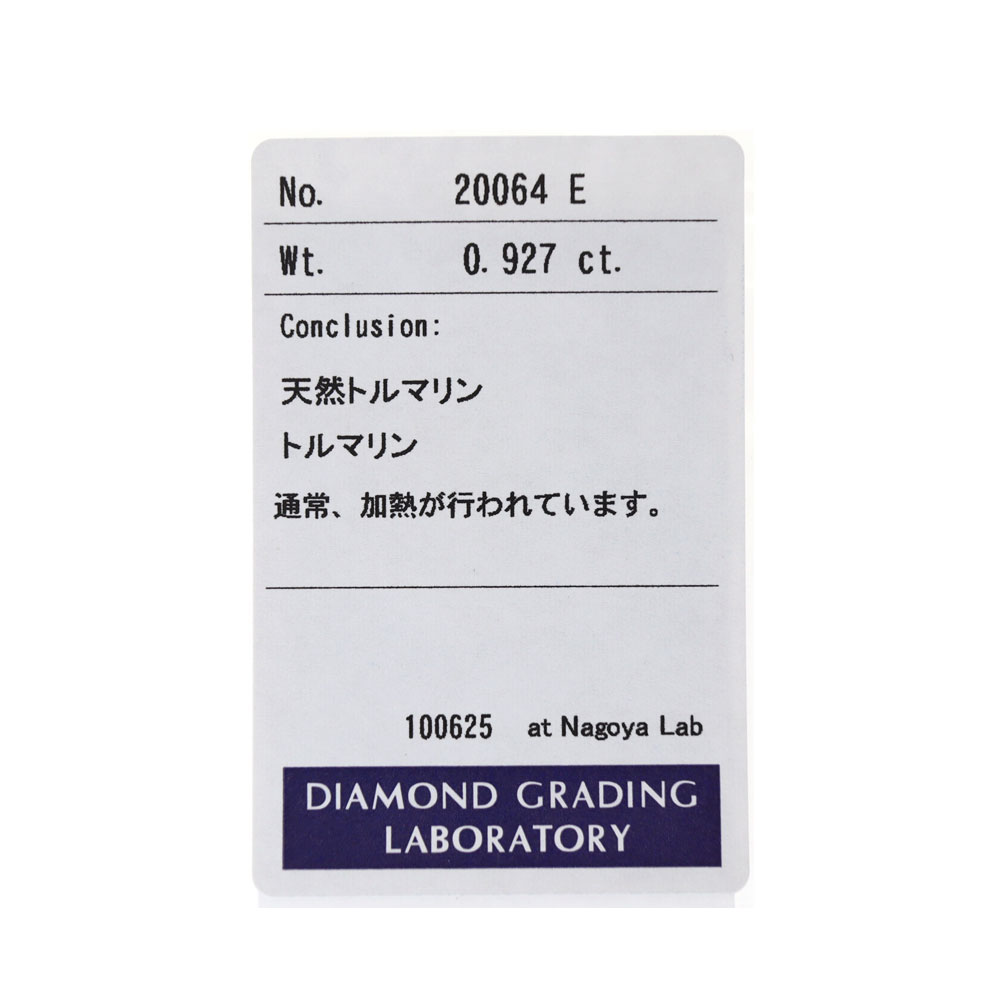 No. 20064 E
Wt. 0.927 ct.
Conclusion:
天然トルマリン
トルマリン
通常、加熱が行われています。
100625 at Nagoya Lab
DIAMOND GRADING
LABORATORY